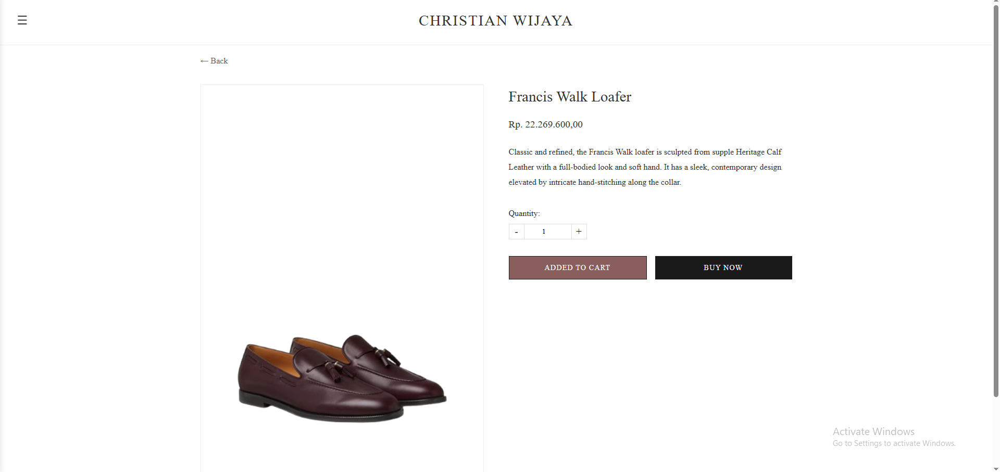 ☰
CHRISTIAN WIJAYA
← Back
Francis Walk Loafer
Rp. 22.269.600,00
Classic and refined, the Francis Walk loafer is sculpted from supple Heritage Calf
Leather with a full-bodied look and soft hand. It has a sleek, contemporary design
elevated by intricate hand-stitching along the collar.
Quantity:
- 1 +
ADDED TO CART BUY NOW
Activate Windows
Go to Settings to activate Windows.